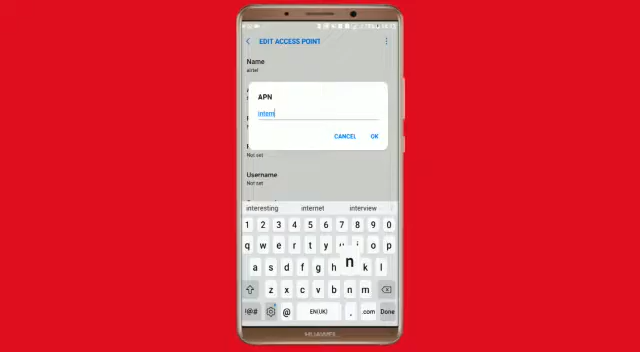 EDIT ACCESS POINT
Name
airtel
APN
intern
CANCEL
OK
Not set
Username
Not set
interesting internet interview
1 2 3 4 5 6 7 8 9 0
q w e r t y u i o p
a s d f g h n k l
z x c v b n m
!@# @ EN(UK) , .com Done
HUAWEI